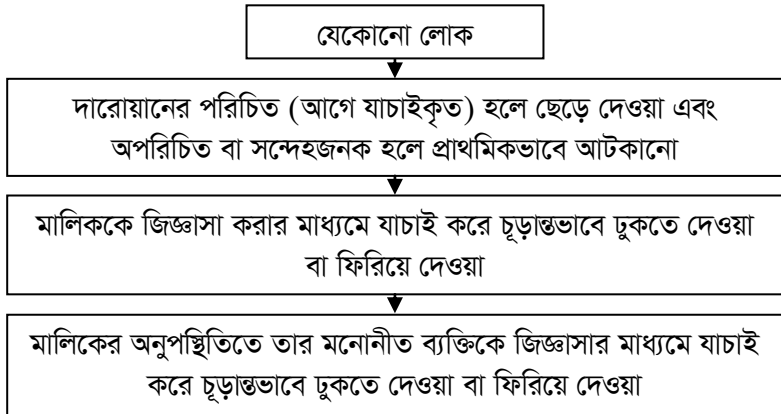 যেকোনো লোক
দারোয়ানের পরিচিত (আগে যাচাইকৃত) হলে ছেড়ে দেওয়া এবং
অপরিচিত বা সন্দেহজনক হলে প্রাথমিকভাবে আটকানো
মালিককে জিজ্ঞাসা করার মাধ্যমে যাচাই করে চূড়ান্তভাবে ঢুকতে দেওয়া
বা ফিরিয়ে দেওয়া
মালিকের অনুপস্থিতিতে তার মনোনীত ব্যক্তিকে জিজ্ঞাসার মাধ্যমে যাচাই
করে চূড়ান্তভাবে ঢুকতে দেওয়া বা ফিরিয়ে দেওয়া